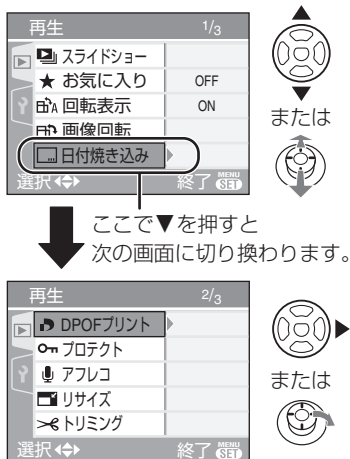 再生 1/3
スライドショー
お気に入り OFF
回転表示 ON
画像回転
日付焼き込み
選択 終了 MENU SET
または
ここで▼を押すと
次の画面に切り換わります。
再生 2/3
DPOFプリント
プロテクト
アフレコ
リサイズ
トリミング
選択 終了 MENU SET
または